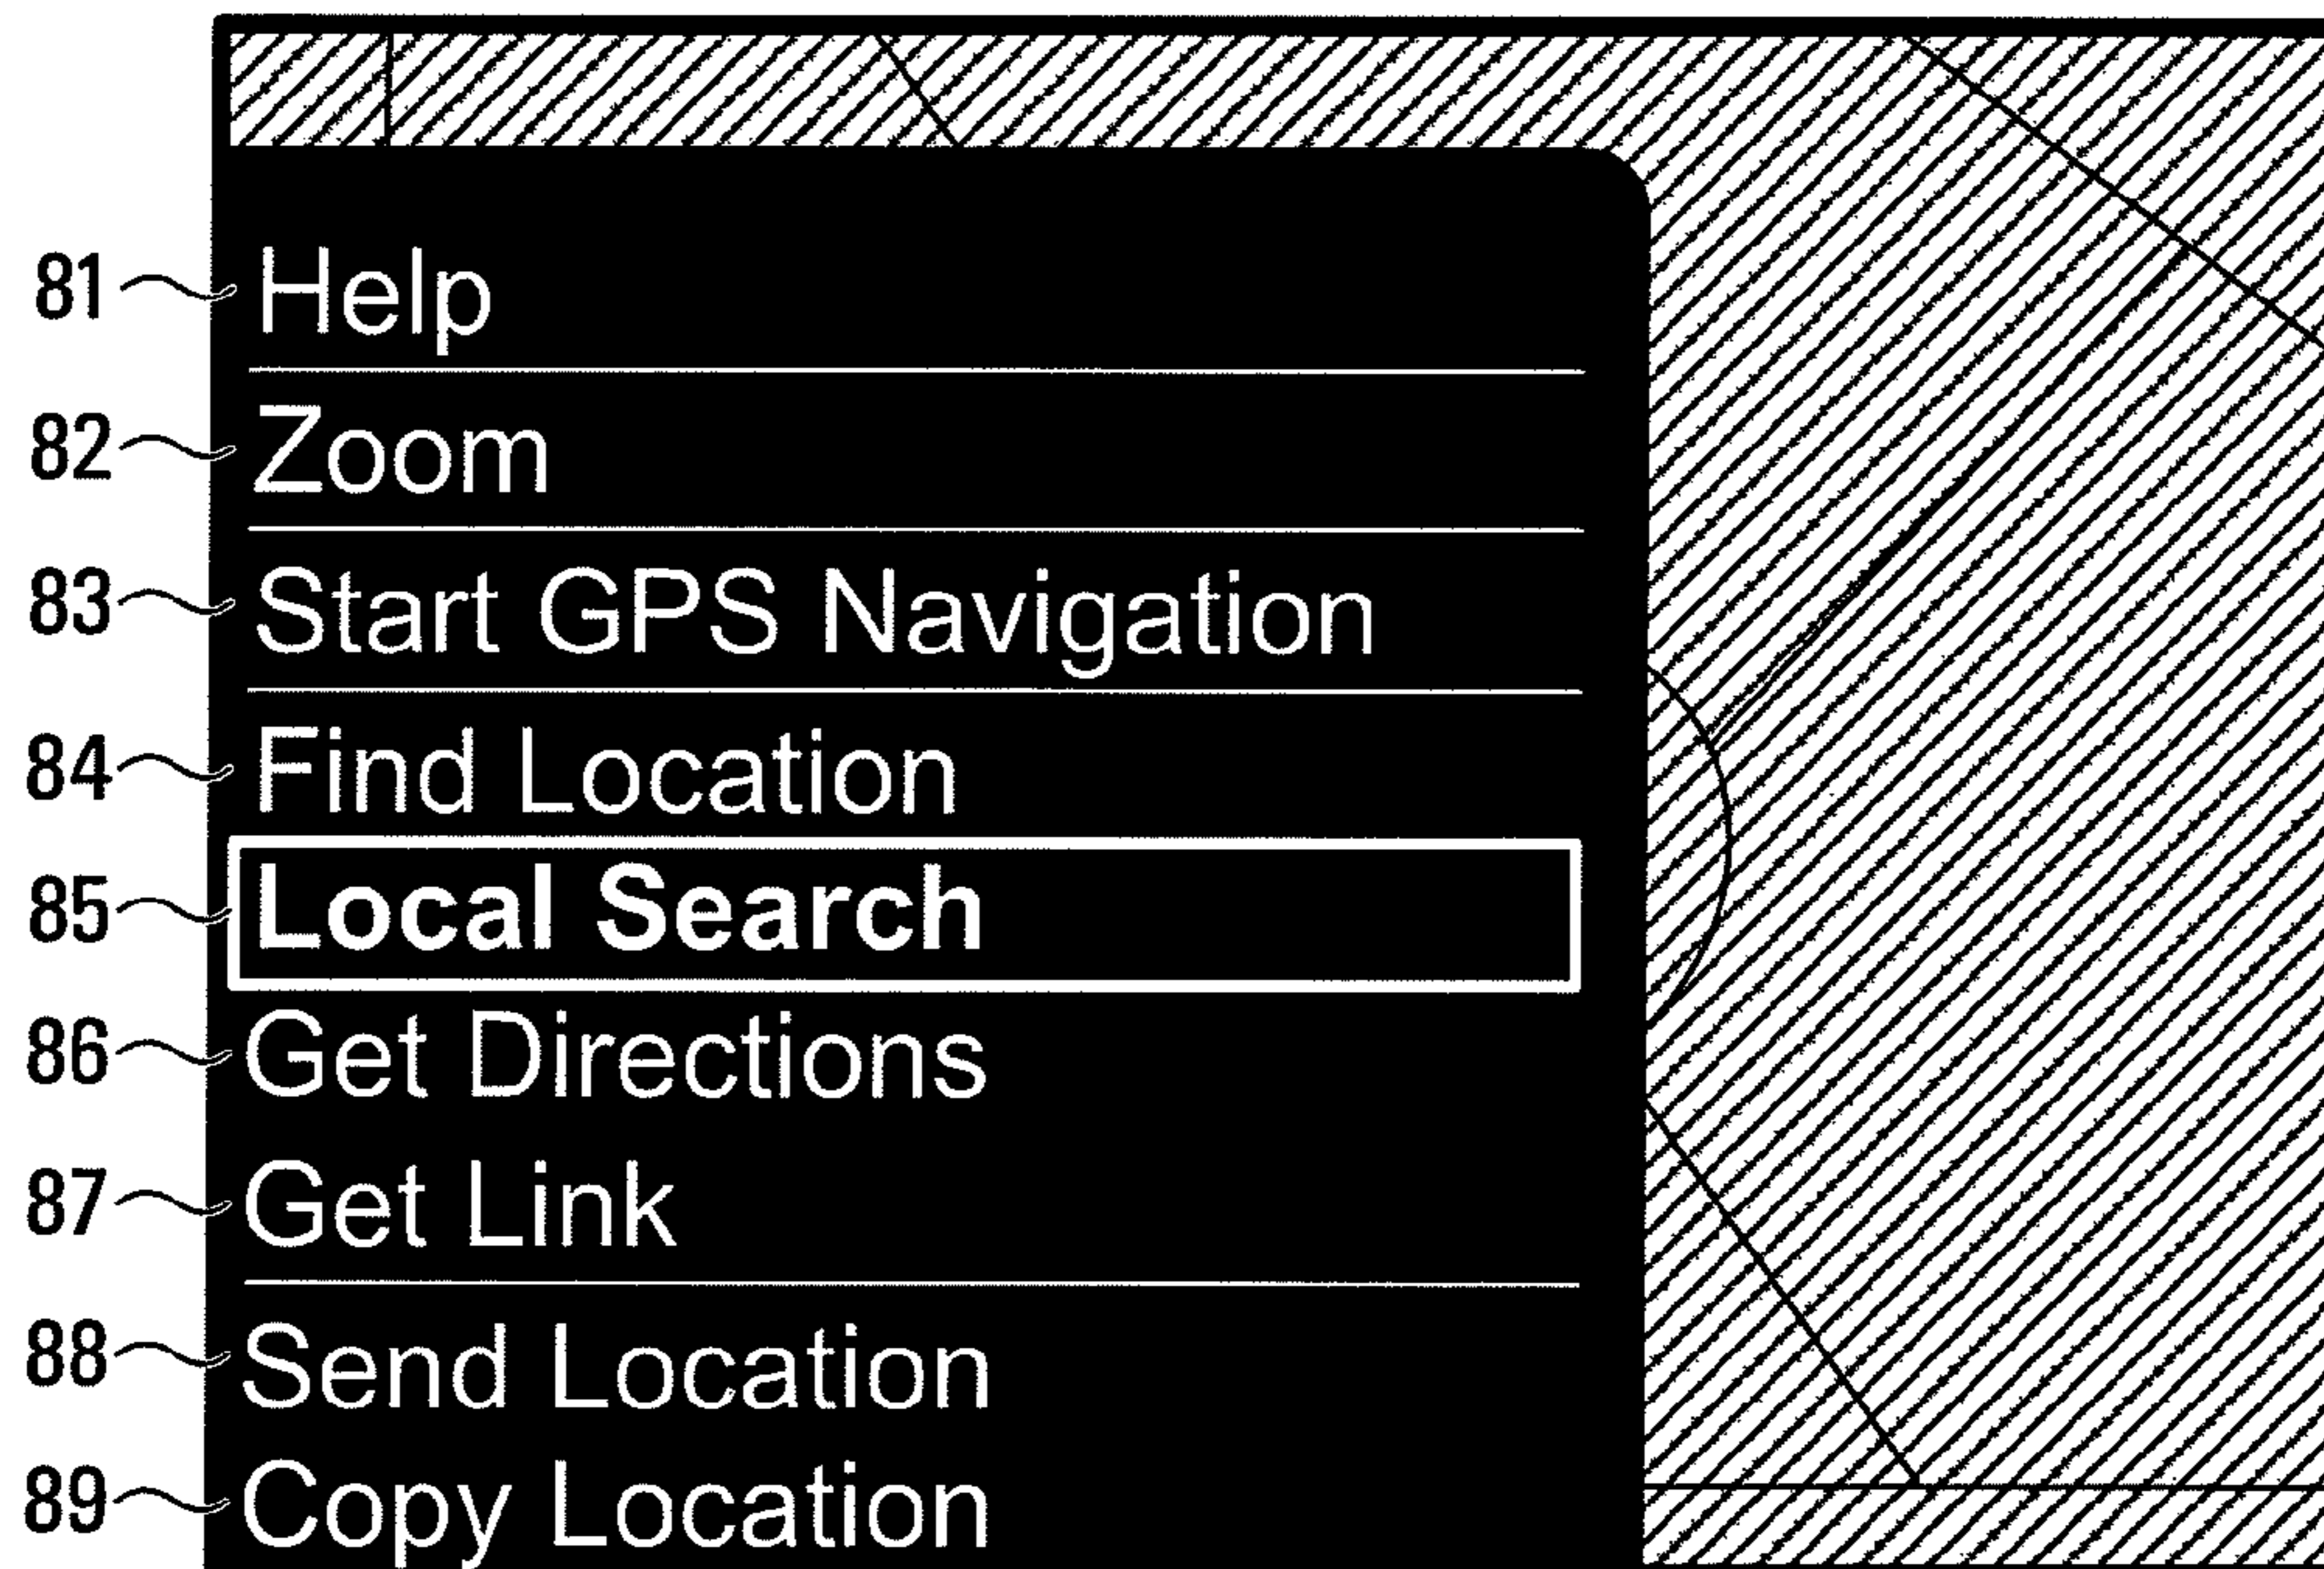 81 Help
82 Zoom
83 Start GPS Navigation
84 Find Location
85 Local Search
86 Get Directions
87 Get Link
88 Send Location
89 Copy Location